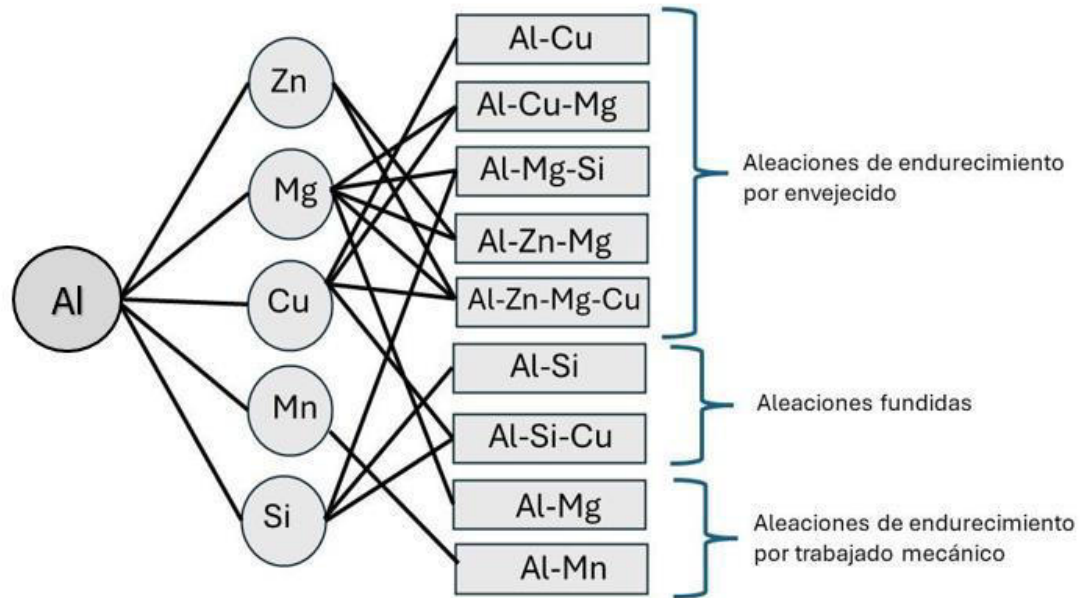 Al
Zn
Mg
Cu
Mn
Si
Al-Cu
Al-Cu-Mg
Al-Mg-Si
Al-Zn-Mg
Al-Zn-Mg-Cu
Al-Si
Al-Si-Cu
Al-Mg
Al-Mn
Aleaciones de endurecimiento
por envejecido
Aleaciones fundidas
Aleaciones de endurecimiento
por trabajado mecánico